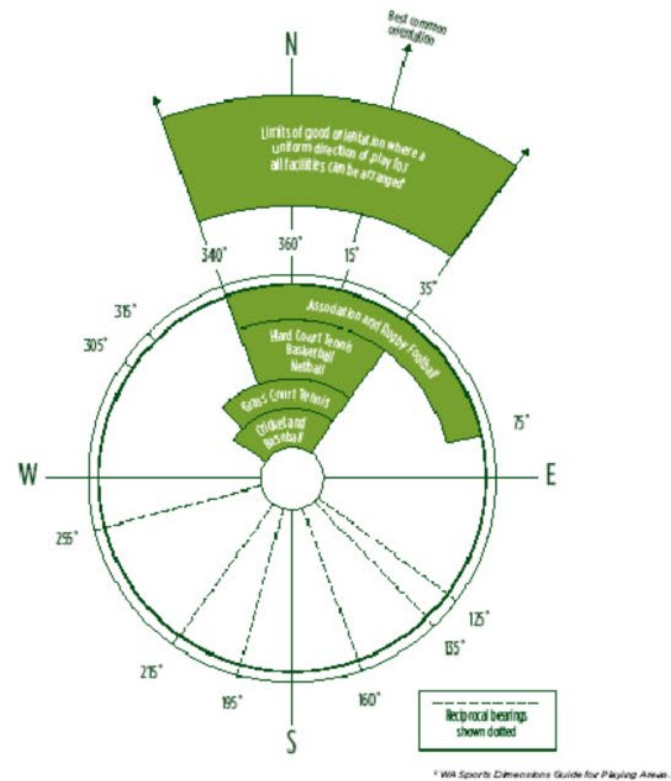 Best common
orientation
N
Limits of good orientation where a
uniform direction of play for
all facilities can be arranged
340°
360°
15°
35°
315°
305°
Association and Rugby Football
Hard Court Tennis
Basketball
Netball
Grass Court Tennis
Cricket and
Baseball
75°
W
E
255°
125°
135°
215°
195°
160°
S
Reciprocal bearings
shown dotted
* WA Sports Dimensions Guide for Playing Areas